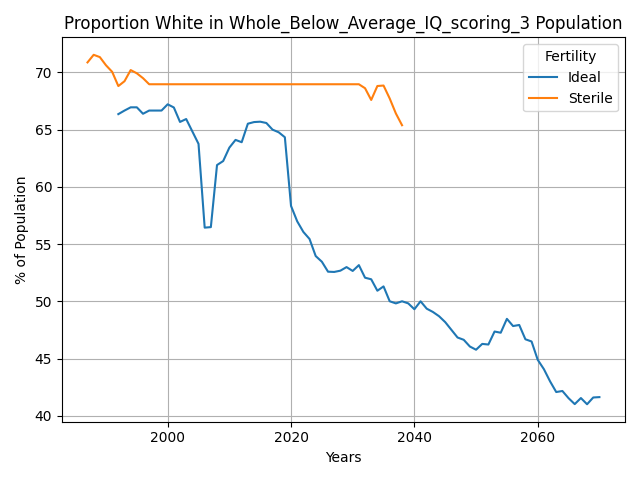 Proportion White in Whole_Below_Average_IQ_scoring_3 Population
Fertility
Ideal
Sterile
70
65
60
55
50
45
40
% of Population
2000
2020
2040
2060
Years